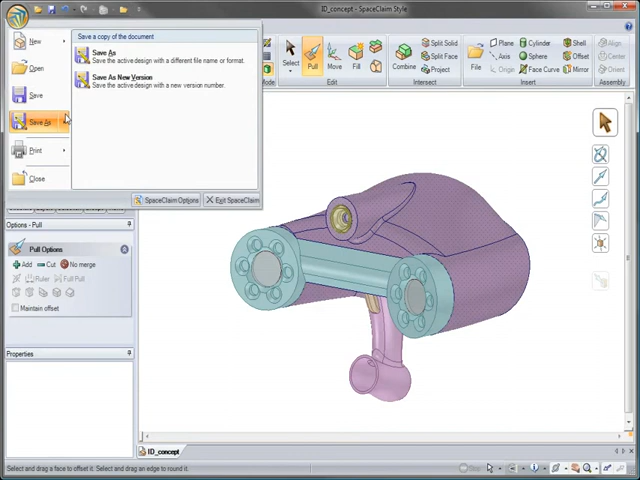 ID_concept - SpaceClaim Style
New
Open
Save
Save As
Print
Close
Save a copy of the document
Save As
Save the active design with a different file name or format.
Save As New Version
Save the active design with a new version number.
SpaceClaim Options
Exit SpaceClaim
Select
Pull
Move
Fill
Edit
Combine
Split Solid
Split Face
Project
File
Plane
Axis
Origin
Cylinder
Sphere
Face Curve
Shell
Offset
Mirror
Insert
Align
Center
Orient
Assembly
Options - Pull
Pull Options
Add
Cut
No merge
Ruler
Full Pull
Maintain offset
Properties
ID_concept
Select and drag a face to offset it. Select and drag an edge to round it.
Stop